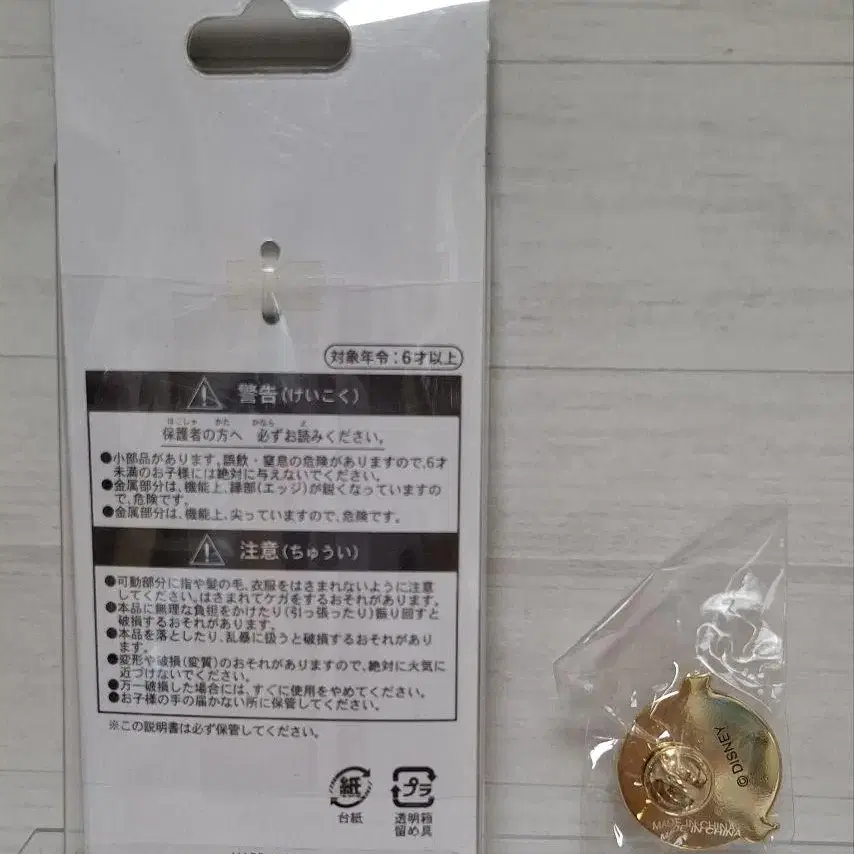 対象年令:6才以上
警告(けいこく)
ほごしゃ かた かなら よ
保護者の方へ 必ずお読みください。
●小部品があります。誤飲・窒息の危険がありますので、6才
未満のお子様には絶対に与えないでください。
●金属部分は、機能上、縁部(エッジ)が鋭くなっていますの
で、危険です。
●金属部分は、機能上、尖っていますので、危険です。
注意(ちゅうい)
●可動部分に指や髪の毛、衣服をはさまれないように注意
してください。はさまれてケガをするおそれがあります。
●本品に無理な負担をかけたり(引っ張ったり)振り回すと
破損するおそれがあります。
●本品を落としたり、乱暴に扱うと破損するおそれがあり
ます。
●変形や破損(変質)のおそれがありますので、絶対に火気に
近づけないでください。
●万一破損した場合には、すぐに使用をやめてください。
●お子様の手の届かない所に保管してください。
※この説明書は必ず保管してください。
紙
台紙
プラ
透明箱
留め具
© DISNEY
MADE IN CHINA
MADE IN CHINA